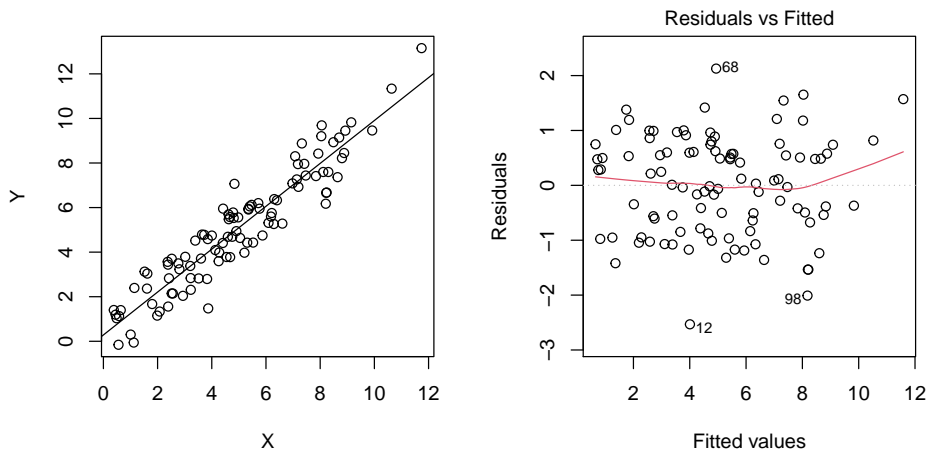 Residuals vs Fitted
Y
12
10
8
6
4
2
0
0 2 4 6 8 10 12
X
Residuals
2
1
0
−1
−2
−3
68
98
12
2 4 6 8 10 12
Fitted values